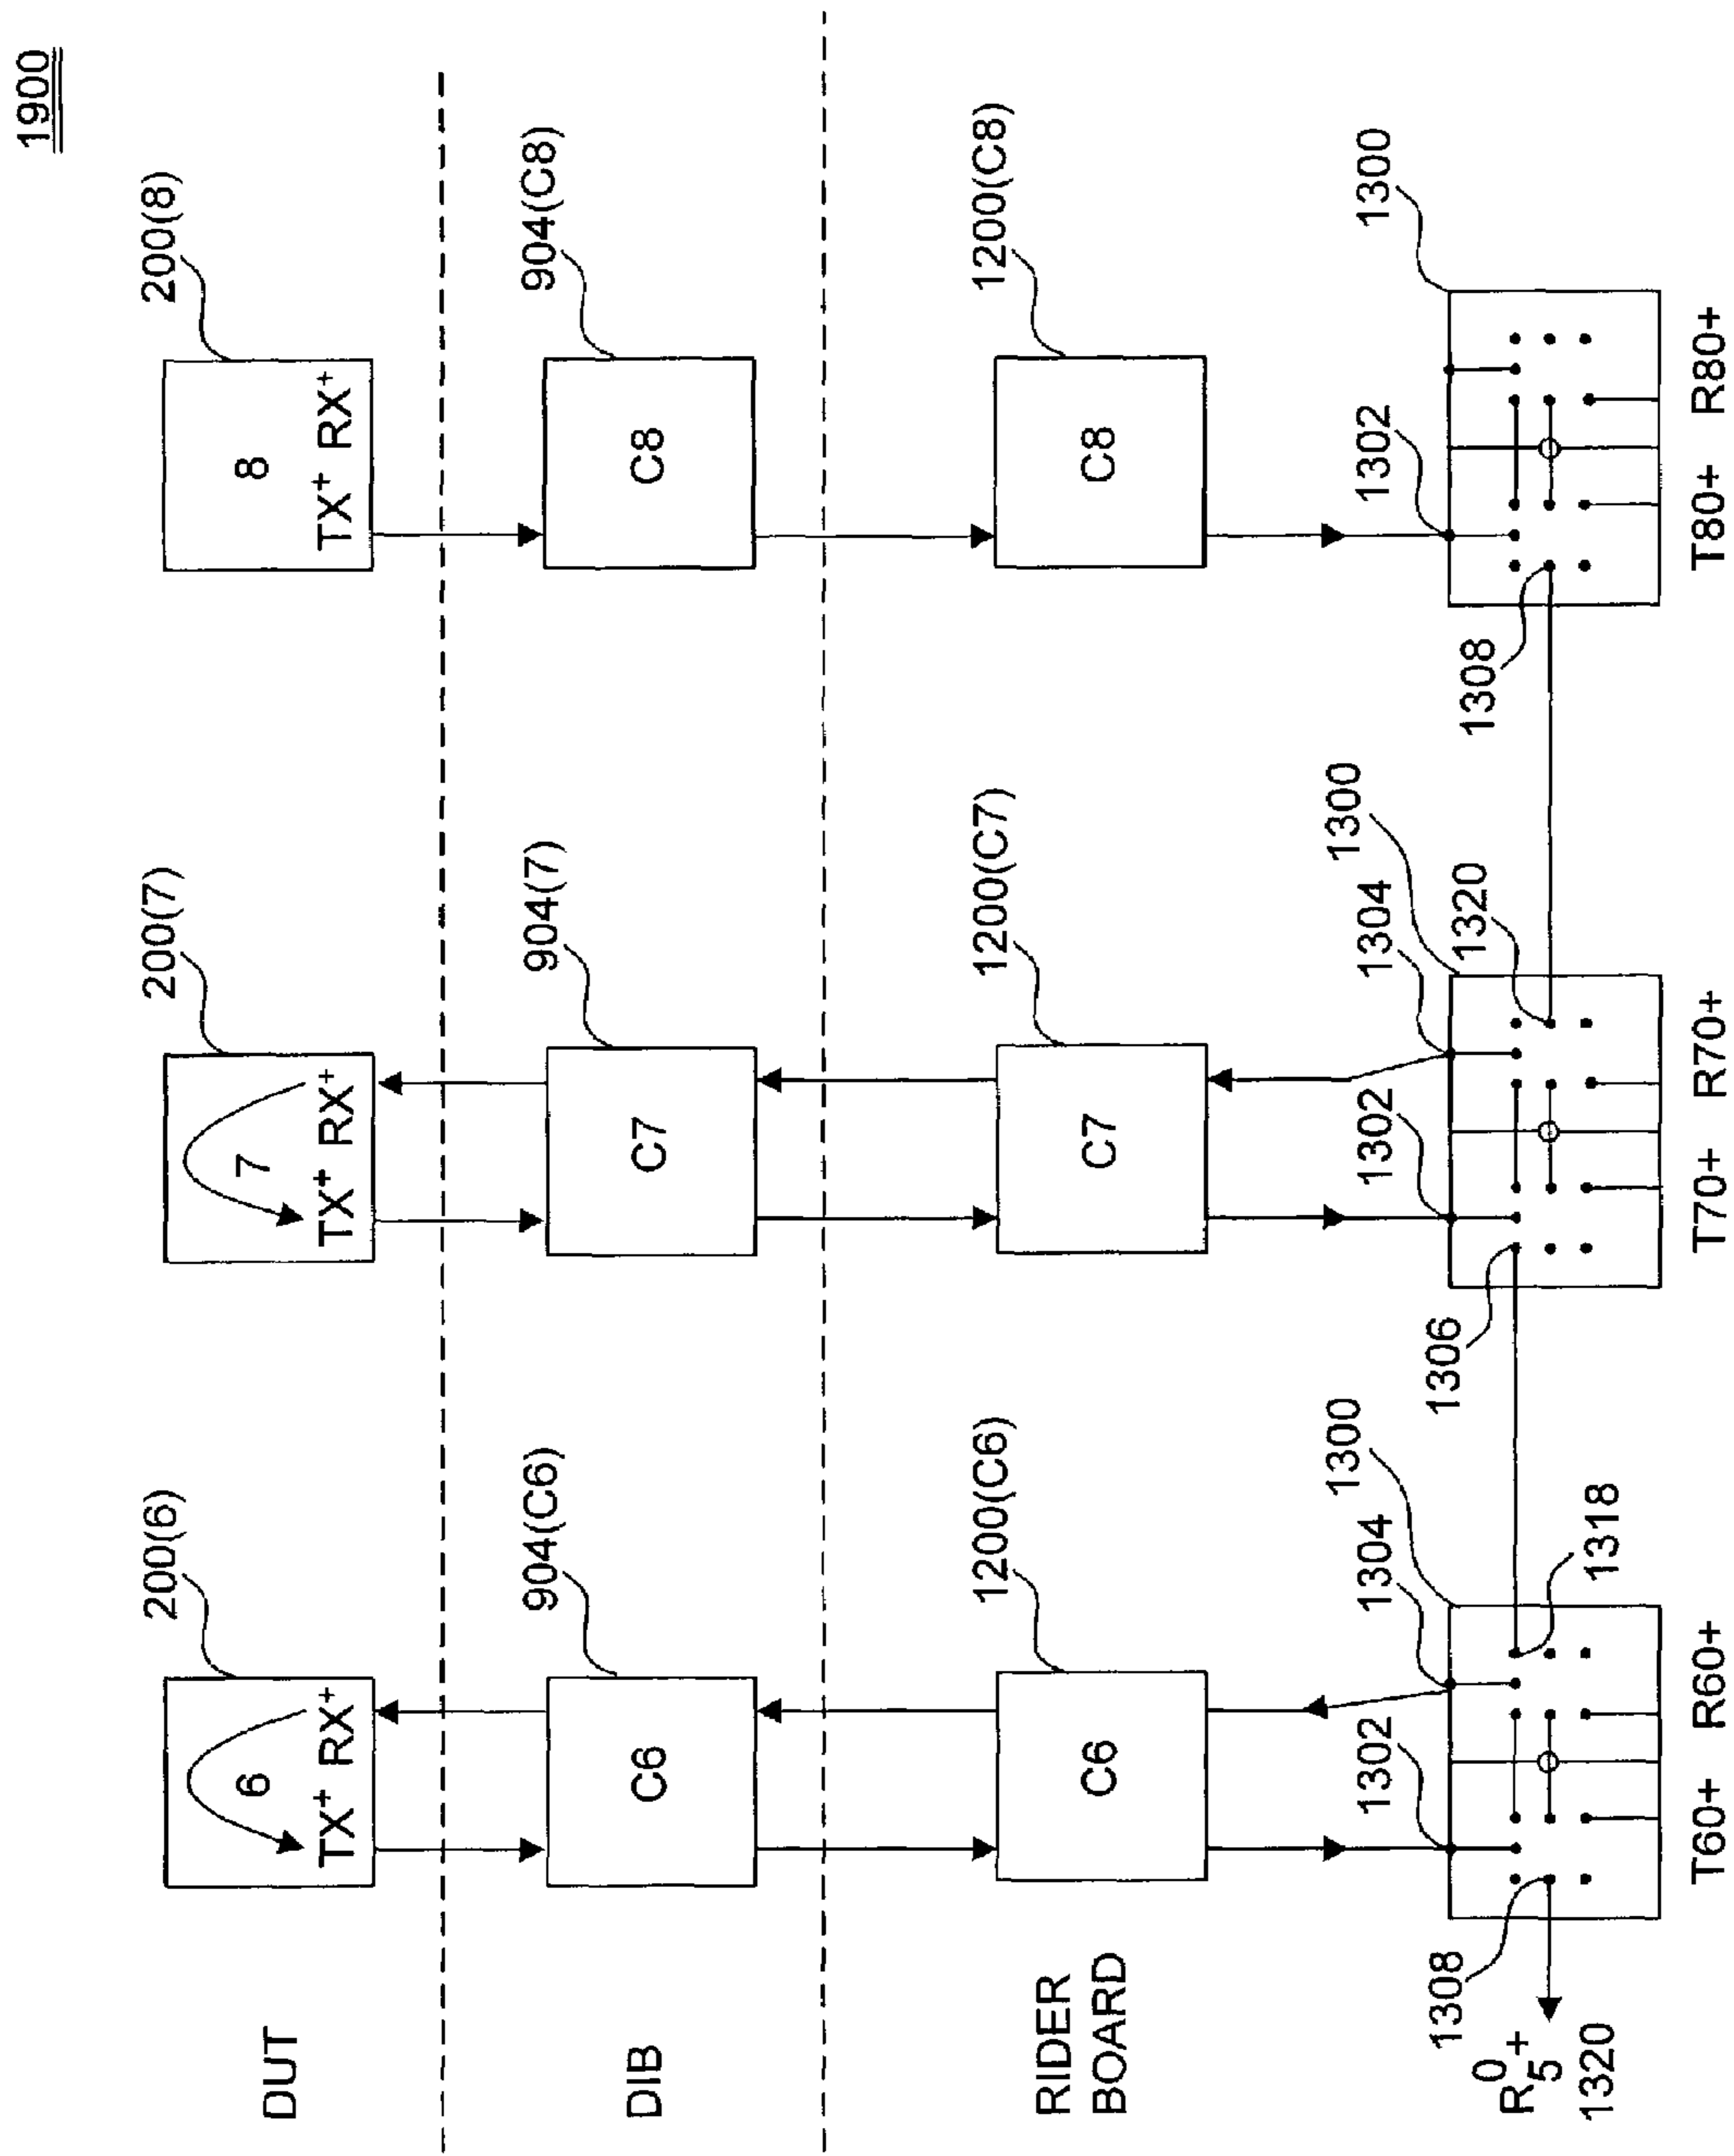 1900
DUT
200(6)
200(7)
200(8)
6
TX+ RX+
7
TX+ RX+
8
TX+ RX+
DIB
904(C6)
904(7)
904(C8)
C6
C7
C8
RIDER
BOARD
1200(C6)
1200(C7)
1200(C8)
C6
C7
C8
1302
1304
1300
1302
1304
1300
1302
1300
1308
1318
1306
1320
1308
R⁰₅+
1320
T60+ R60+
T70+ R70+
T80+ R80+